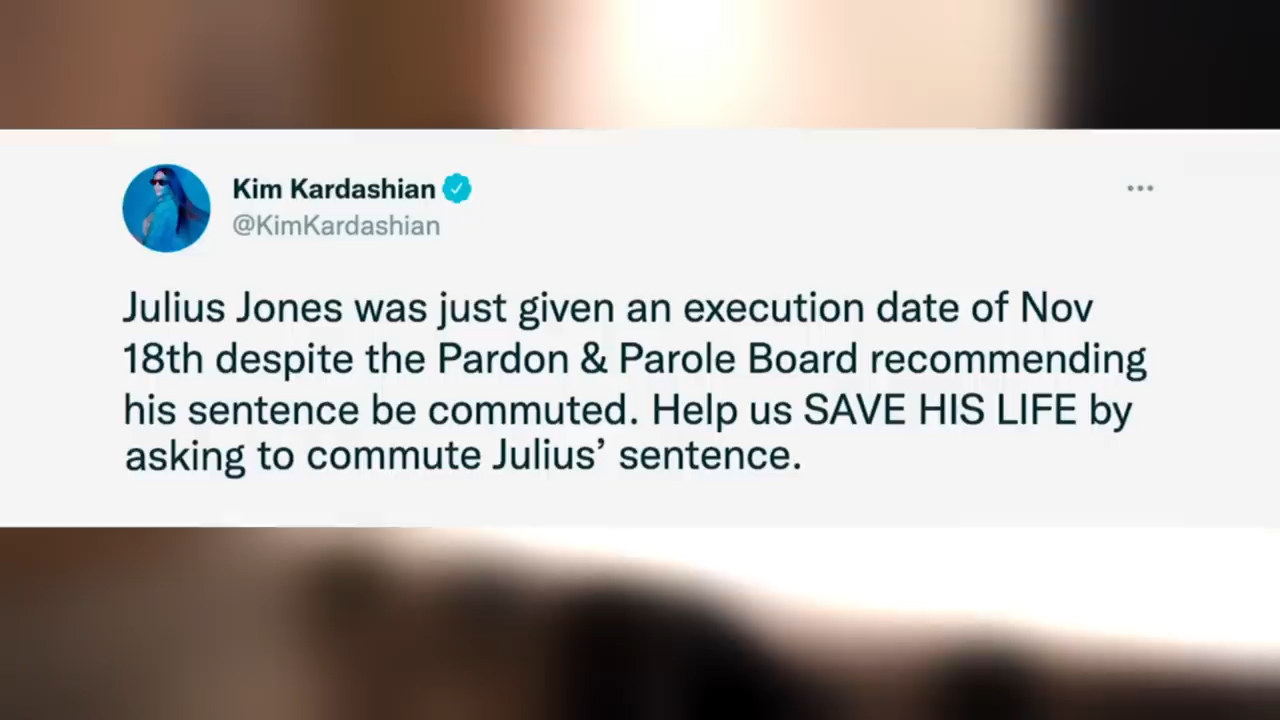 Kim Kardashian
@KimKardashian
Julius Jones was just given an execution date of Nov
18th despite the Pardon & Parole Board recommending
his sentence be commuted. Help us SAVE HIS LIFE by
asking to commute Julius’ sentence.